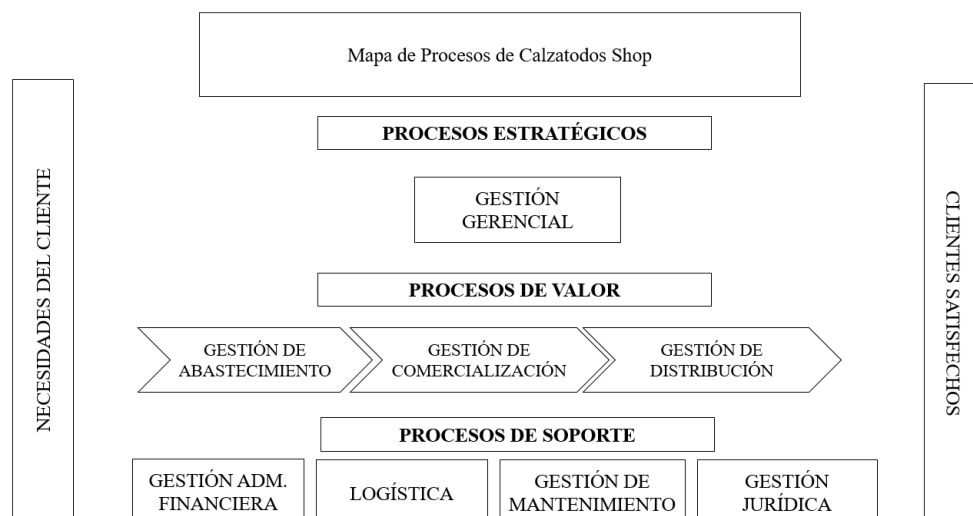 Mapa de Procesos de Calzatodos Shop
NECESIDADES DEL CLIENTE
PROCESOS ESTRATÉGICOS
GESTIÓN
GERENCIAL
PROCESOS DE VALOR
GESTIÓN DE
ABASTECIMIENTO
GESTIÓN DE
COMERCIALIZACIÓN
GESTIÓN DE
DISTRIBUCIÓN
PROCESOS DE SOPORTE
GESTIÓN ADM.
FINANCIERA
LOGÍSTICA
GESTIÓN DE
MANTENIMIENTO
GESTIÓN
JURÍDICA
CLIENTES SATISFECHOS